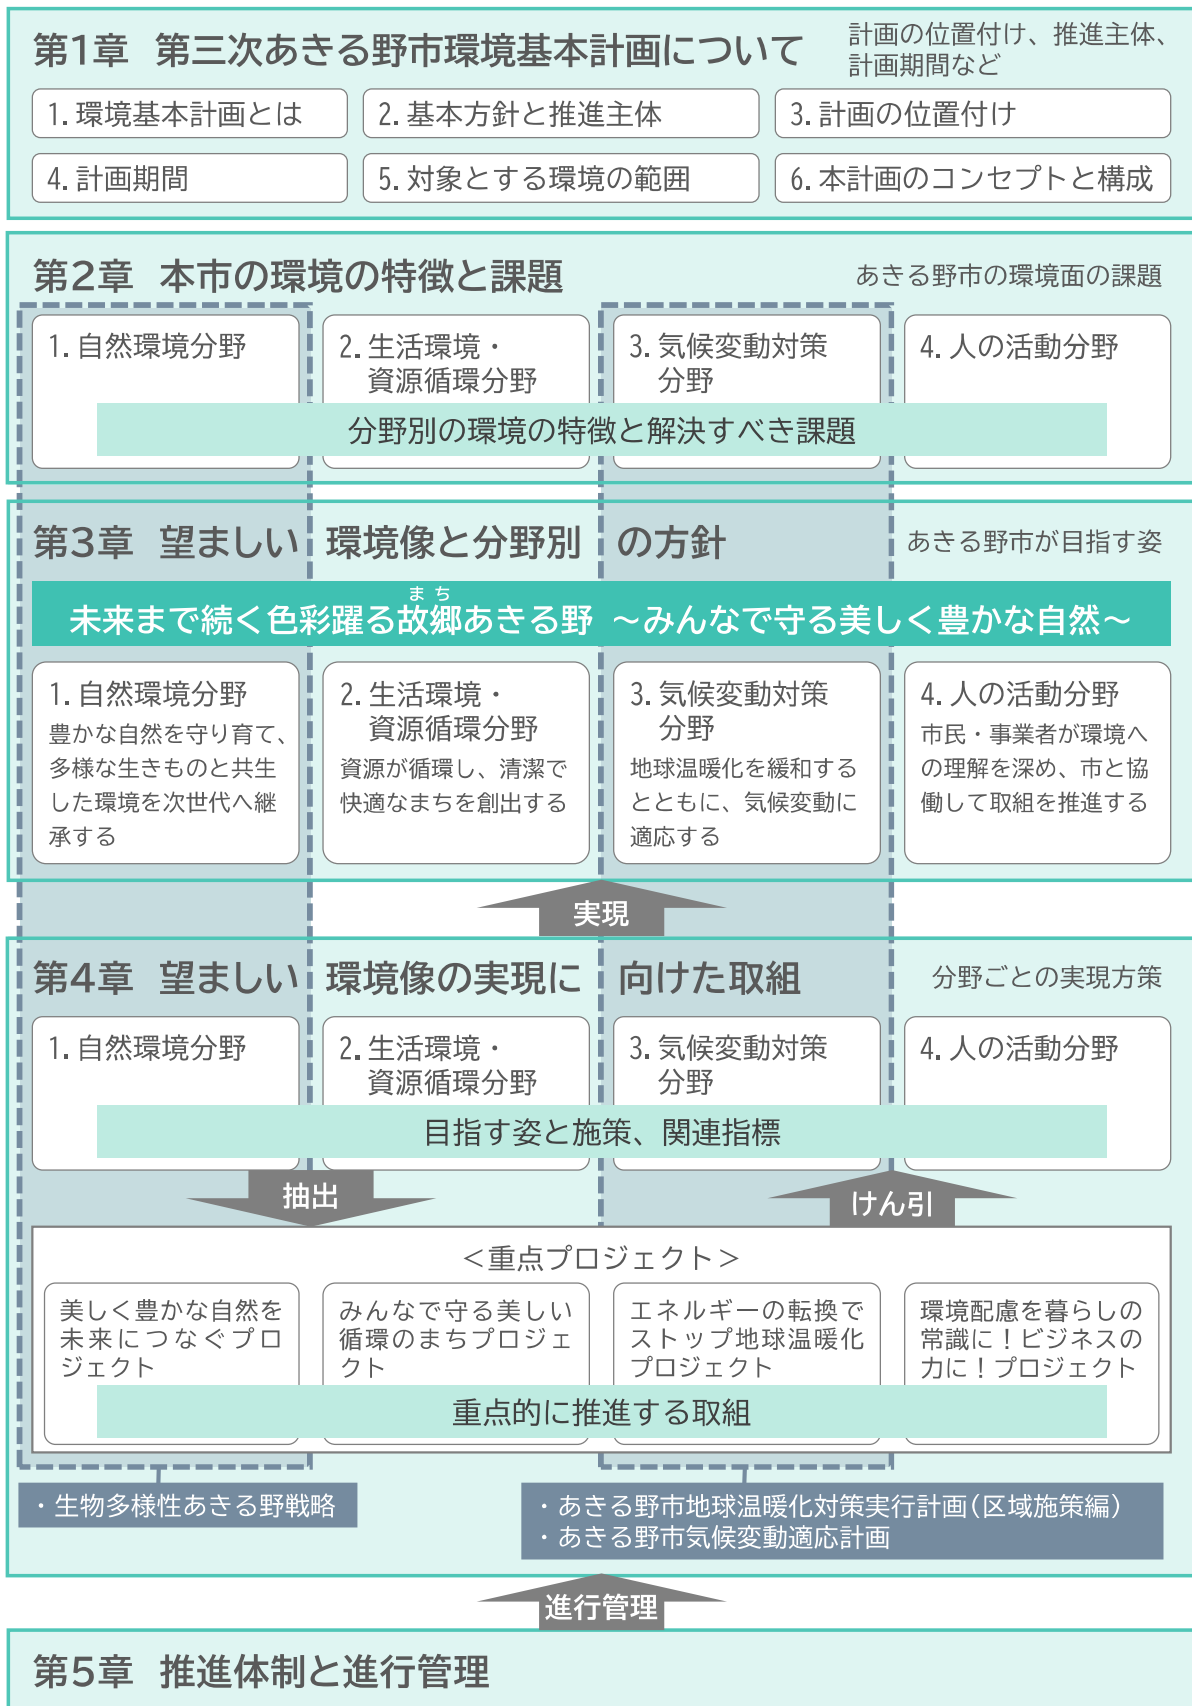 第1章 第三次あきる野市環境基本計画について
計画の位置付け、推進主体、
計画期間など
1. 環境基本計画とは
2. 基本方針と推進主体
3. 計画の位置付け
4. 計画期間
5. 対象とする環境の範囲
6. 本計画のコンセプトと構成
第2章 本市の環境の特徴と課題
あきる野市の環境面の課題
1. 自然環境分野
2. 生活環境・
資源循環分野
3. 気候変動対策
分野
4. 人の活動分野
分野別の環境の特徴と解決すべき課題
第3章 望ましい環境像と分野別の方針
あきる野市が目指す姿
まち
未来まで続く色彩躍る故郷あきる野 ～みんなで守る美しく豊かな自然～
1. 自然環境分野
豊かな自然を守り育て、
多様な生きものと共生
した環境を次世代へ継
承する
2. 生活環境・
資源循環分野
資源が循環し、清潔で
快適なまちを創出する
3. 気候変動対策
分野
地球温暖化を緩和する
とともに、気候変動に
適応する
4. 人の活動分野
市民・事業者が環境へ
の理解を深め、市と協
働して取組を推進する
実現
第4章 望ましい環境像の実現に向けた取組
分野ごとの実現方策
1. 自然環境分野
2. 生活環境・
資源循環分野
3. 気候変動対策
分野
4. 人の活動分野
目指す姿と施策、関連指標
抽出
けん引
＜重点プロジェクト＞
美しく豊かな自然を
未来につなぐプロ
ジェクト
みんなで守る美しい
循環のまちプロジェ
クト
エネルギーの転換で
ストップ地球温暖化
プロジェクト
環境配慮を暮らしの
常識に！ビジネスの
力に！プロジェクト
重点的に推進する取組
・生物多様性あきる野戦略
・あきる野市地球温暖化対策実行計画（区域施策編）
・あきる野市気候変動適応計画
進行管理
第5章 推進体制と進行管理